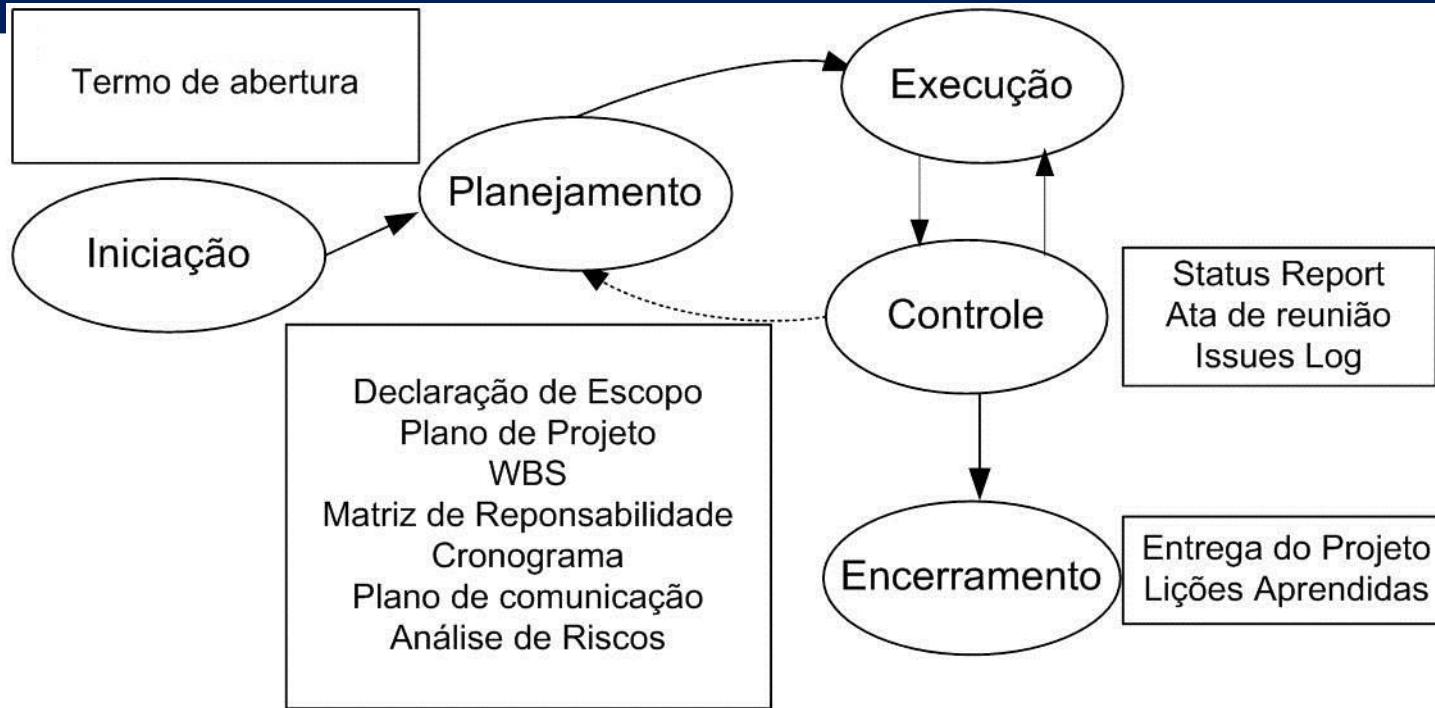 Termo de abertura
Execução
Planejamento
Iniciação
Controle
Status Report
Ata de reunião
Issues Log
Declaração de Escopo
Plano de Projeto
WBS
Matriz de Reponsabilidade
Cronograma
Plano de comunicação
Análise de Riscos
Encerramento
Entrega do Projeto
Lições Aprendidas